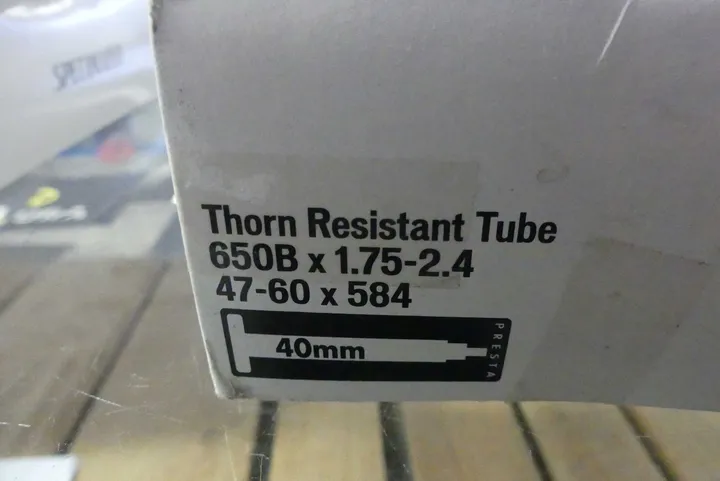 Thorn Resistant Tube
650B x 1.75-2.4
47-60 x 584
40mm
PRESTA